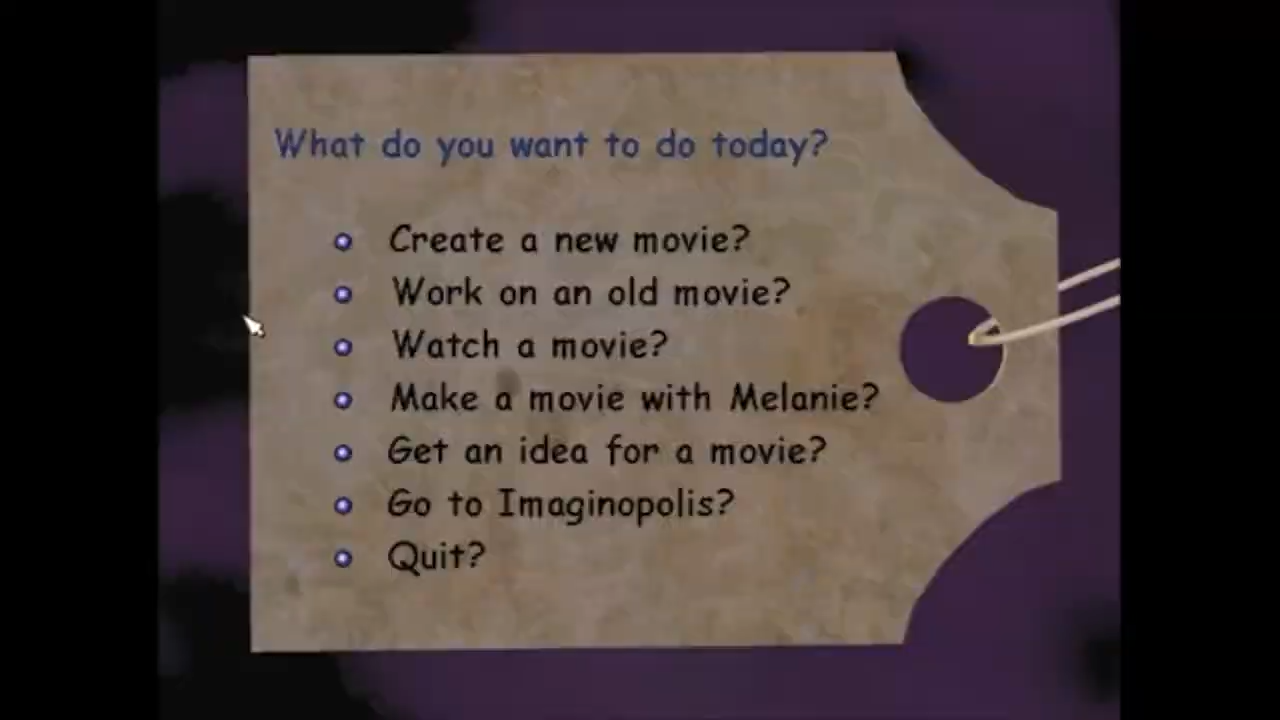 What do you want to do today?
Create a new movie?
Work on an old movie?
Watch a movie?
Make a movie with Melanie?
Get an idea for a movie?
Go to Imaginopolis?
Quit?